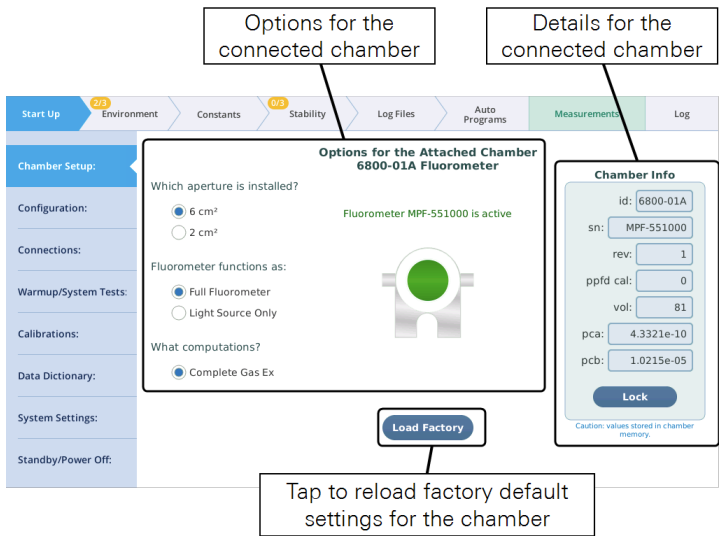 Options for the
connected chamber
Details for the
connected chamber
Start Up
2/3
Environment
Constants
0/3
Stability
Log Files
Auto
Programs
Measurements
Log
Chamber Setup:
Configuration:
Connections:
Warmup/System Tests:
Calibrations:
Data Dictionary:
System Settings:
Standby/Power Off:
Options for the Attached Chamber
6800-01A Fluorometer
Which aperture is installed?
6 cm²
2 cm²
Fluorometer MPF-551000 is active
Fluorometer functions as:
Full Fluorometer
Light Source Only
What computations?
Complete Gas Ex
Load Factory
Chamber Info
id: 6800-01A
sn: MPF-551000
rev: 1
ppfd cal: 0
vol: 81
pca: 4.3321e-10
pcb: 1.0215e-05
Lock
Caution: values stored in chamber
memory.
Tap to reload factory default
settings for the chamber